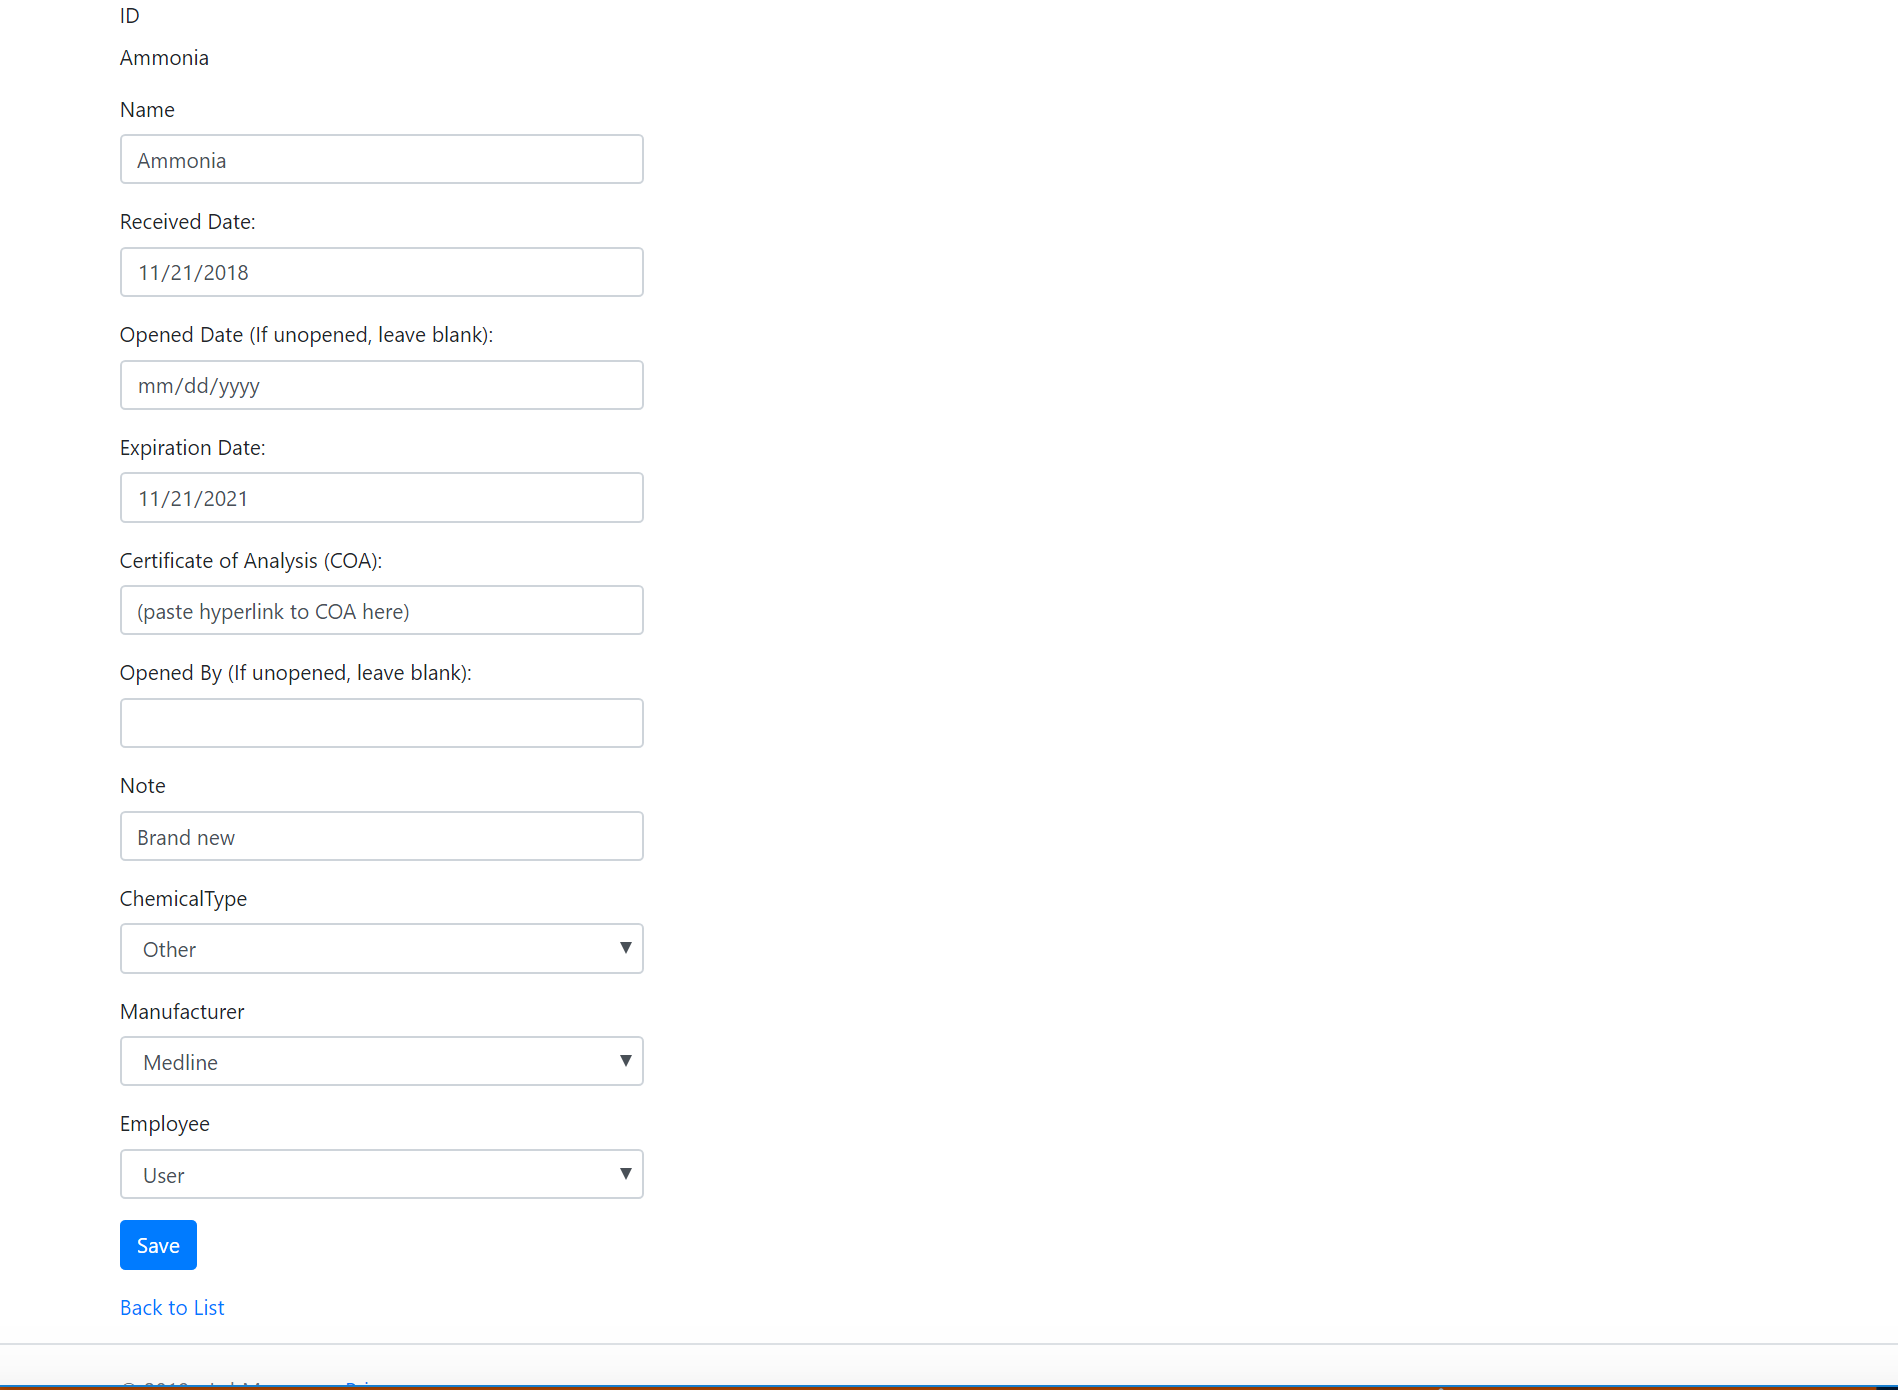 ID
Ammonia
Name
Ammonia
Received Date:
11/21/2018
Opened Date (If unopened, leave blank):
mm/dd/yyyy
Expiration Date:
11/21/2021
Certificate of Analysis (COA):
(paste hyperlink to COA here)
Opened By (If unopened, leave blank):
Note
Brand new
ChemicalType
Other
Manufacturer
Medline
Employee
User
Save
Back to List